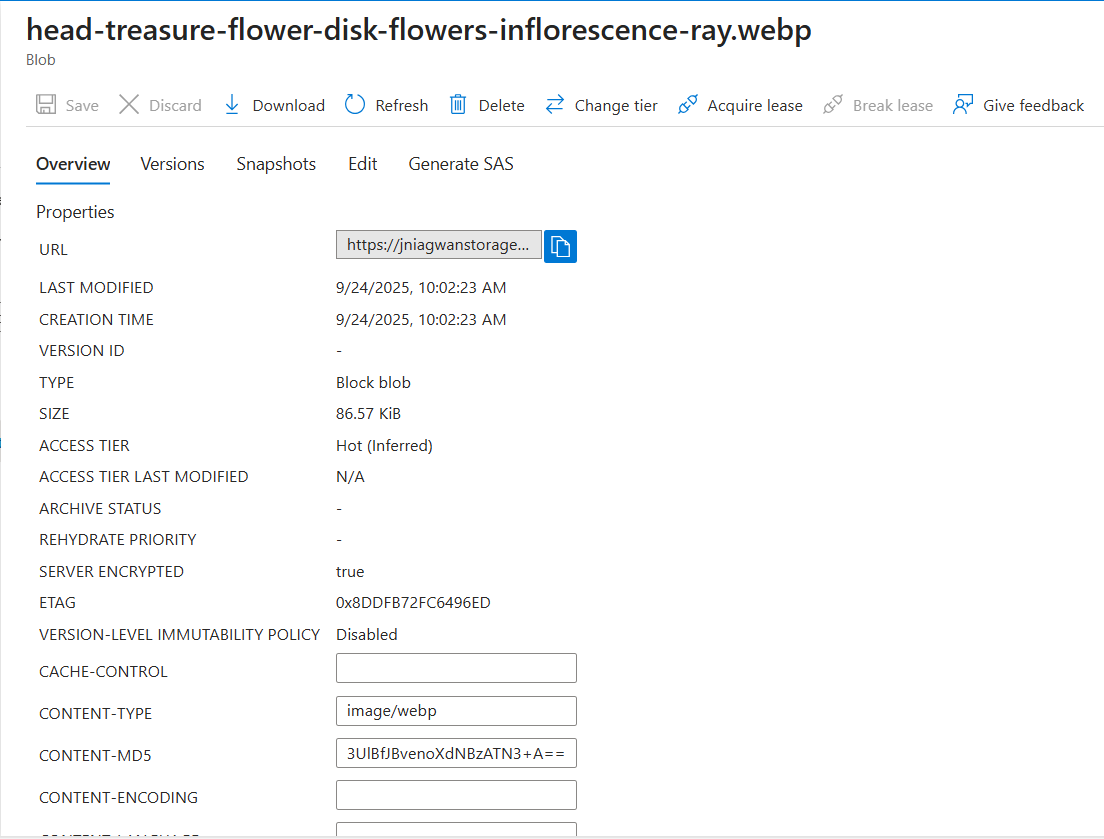 head-treasure-flower-disk-flowers-inflorescence-ray.webp
Blob
Save Discard Download Refresh Delete Change tier Acquire lease Break lease Give feedback
Overview Versions Snapshots Edit Generate SAS
Properties
URL https://jniagwanstorage...
LAST MODIFIED 9/24/2025, 10:02:23 AM
CREATION TIME 9/24/2025, 10:02:23 AM
VERSION ID -
TYPE Block blob
SIZE 86.57 KiB
ACCESS TIER Hot (Inferred)
ACCESS TIER LAST MODIFIED N/A
ARCHIVE STATUS -
REHYDRATE PRIORITY -
SERVER ENCRYPTED true
ETAG 0x8DDFB72FC6496ED
VERSION-LEVEL IMMUTABILITY POLICY Disabled
CACHE-CONTROL
CONTENT-TYPE image/webp
CONTENT-MD5 3UlBfJBvenoXdNBzATN3+A==
CONTENT-ENCODING